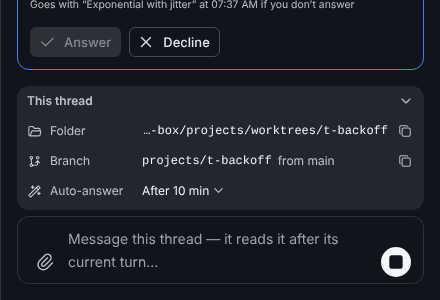 Goes with “Exponential with jitter” at 07:37 AM if you don’t answer
Answer Decline
This thread
Folder …-box/projects/worktrees/t-backoff
Branch projects/t-backoff from main
Auto-answer After 10 min
Message this thread — it reads it after its
current turn…